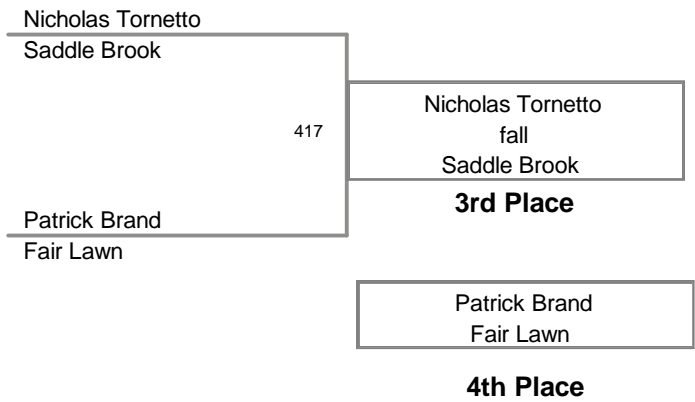 Nicholas Tornetto
Saddle Brook
417
Nicholas Tornetto
fall
Saddle Brook
3rd Place
Patrick Brand
Fair Lawn
Patrick Brand
Fair Lawn
4th Place